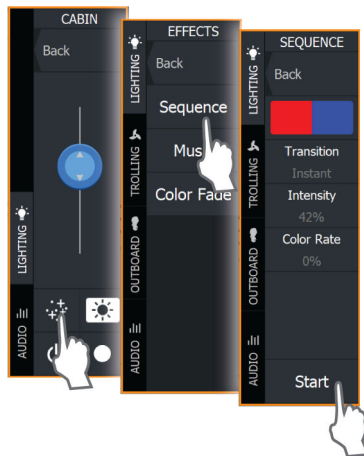 CABIN
Back
LIGHTING
AUDIO
EFFECTS
Back
Sequence
Mus
Color Fade
LIGHTING
TROLLING
OUTBOARD
AUDIO
SEQUENCE
Back
Transition
Instant
Intensity
42%
Color Rate
0%
Start
LIGHTING
TROLLING
OUTBOARD
AUDIO